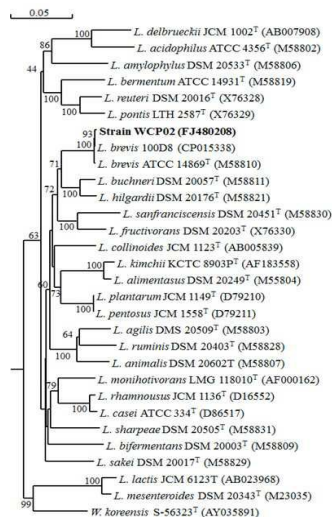 0.05
100
L. delbrueckii JCM 1002T (AB007908)
86
L. acidophilus ATCC 4356T (M58802)
44
L. amylophylus DSM 20533T (M58806)
L. bermentum ATCC 14931T (M58819)
100
L. reuteri DSM 20016T (X76328)
100
L. pontis LTH 2587T (X76329)
93
Strain WCP02 (FJ480208)
100
L. brevis 100D8 (CP015338)
L. brevis ATCC 14869T (M58810)
71
L. buchneri DSM 20057T (M58811)
100
L. hilgardii DSM 20176T (M58821)
72
L. sanfranciscensis DSM 20451T (M58830)
100
L. fructivorans DSM 20203T (X76330)
63
L. collinoides JCM 1123T (AB005839)
100
L. kimchii KCTC 8903PT (AF183558)
L. alimentasus DSM 20249T (M55804)
60
73
L. plantarum JCM 1149T (D79210)
100
L. pentosus JCM 1558T (D79211)
64
L. agilis DMS 20509T (M58803)
L. ruminis DSM 20403T (M58828)
100
L. animalis DSM 20602T (M58807)
79
L. monihotivorans LMG 118010T (AF000162)
L. rhamnousus JCM 1136T (D16552)
100
L. casei ATCC 334T (D86517)
L. sharpeae DSM 20505T (M58831)
L. bifermentans DSM 20003T (M58809)
L. sakei DSM 20017T (M58829)
100
L. lactis JCM 6123T (AB023968)
L. mesenteroides DSM 20343T (M23035)
99
W. koreensis S-56323T (AY035891)